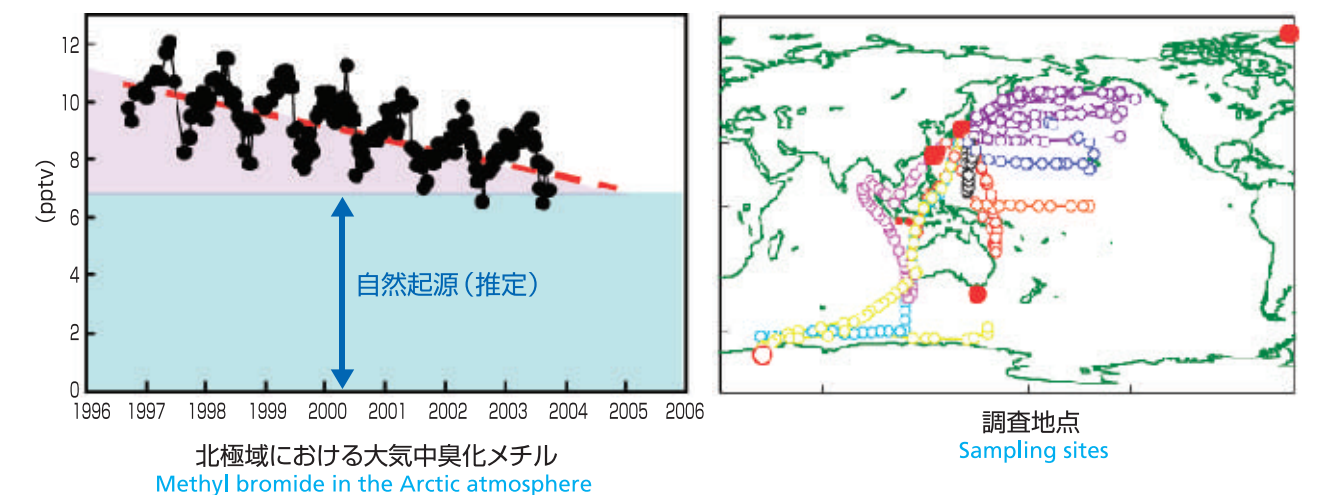 12
10
8
6
4
2
0
(pptv)
自然起源(推定)
1996 1997 1998 1999 2000 2001 2002 2003 2004 2005 2006
北極域における大気中臭化メチル
Methyl bromide in the Arctic atmosphere
調査地点
Sampling sites